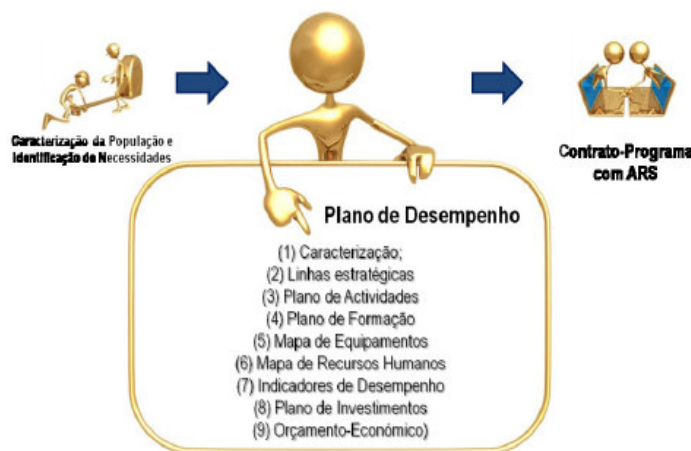 Caracterização da População e
Identificação de Necessidades
Contrato-Programa
com ARS
Plano de Desempenho
(1) Caracterização;
(2) Linhas estratégicas
(3) Plano de Actividades
(4) Plano de Formação
(5) Mapa de Equipamentos
(6) Mapa de Recursos Humanos
(7) Indicadores de Desempenho
(8) Plano de Investimentos
(9) Orçamento-Económico)